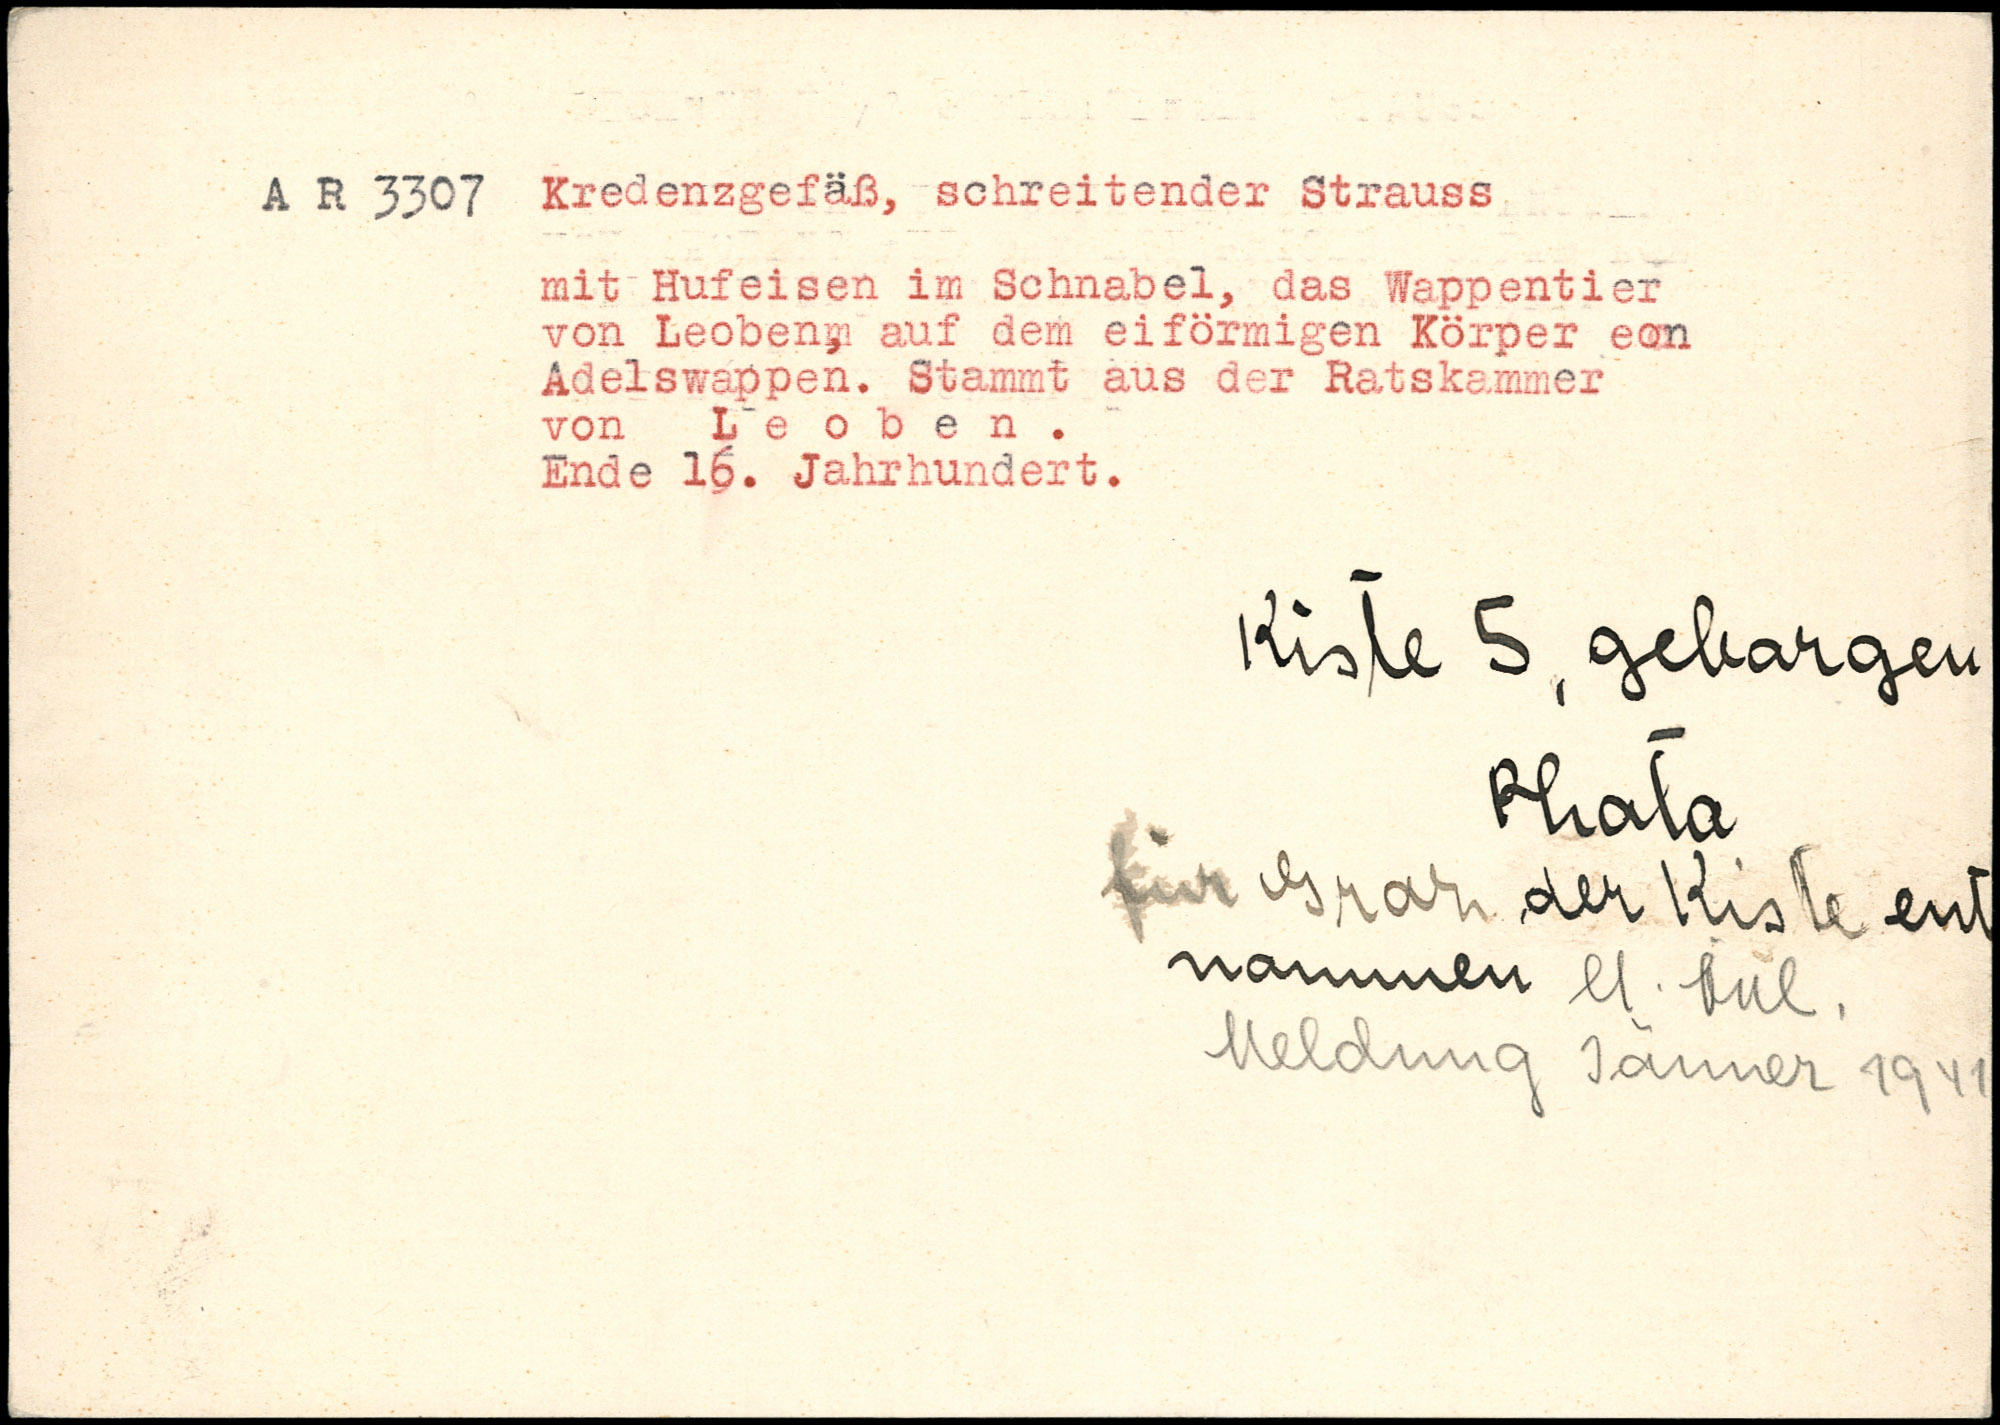 A R 3307 Kredenzgefäß, schreitender Strauss
mit Hufeisen im Schnabel, das Wappentier
von Leoben, auf dem eiförmigen Körper eon
Adelswappen. Stammt aus der Ratskammer
von L e o b e n .
Ende 16. Jahrhundert.
Kiste 5, geborgen
Photo
für Graz der Kiste ent
nommen
Meldung Jänner 1941